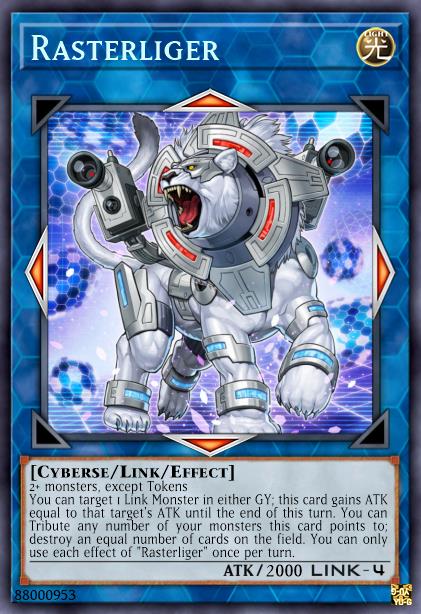 RASTERLIGER
LIGHT
光
[CYBERSE/LINK/EFFECT]
2+ monsters, except Tokens
You can target 1 Link Monster in either GY; this card gains ATK
equal to that target's ATK until the end of this turn. You can
Tribute any number of your monsters this card points to;
destroy an equal number of cards on the field. You can only
use each effect of "Rasterliger" once per turn.
ATK/2000 LINK-4
88000953